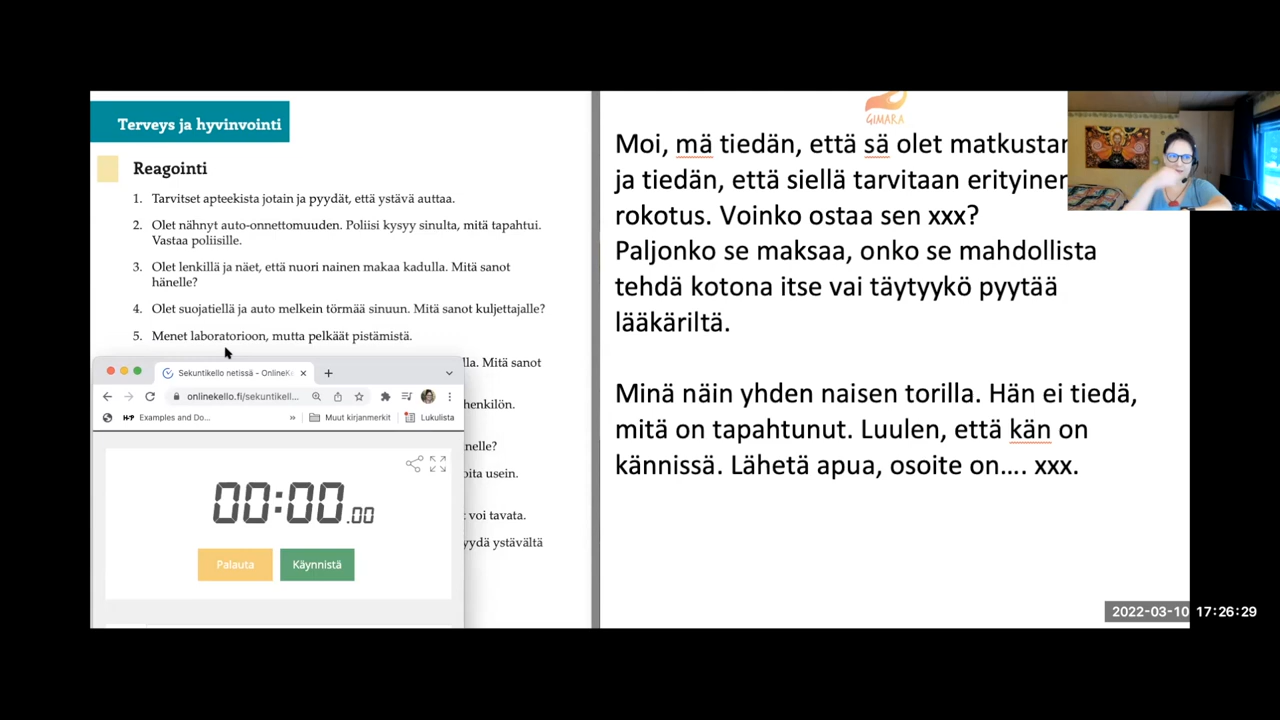 Terveys ja hyvinvointi
Reagointi
1. Tarvitset apteekista jotain ja pyydät, että ystävä auttaa.
2. Olet nähnyt auto-onnettomuuden. Poliisi kysyy sinulta, mitä tapahtui.
Vastaa poliisille.
3. Olet lenkillä ja näet, että nuori nainen makaa kadulla. Mitä sanot
hänelle?
4. Olet suojatiellä ja auto melkein törmää sinuun. Mitä sanot kuljettajalle?
5. Menet laboratorioon, mutta pelkäät pistämistä.
lla. Mitä sanot
henkilön.
nelle?
oita usein.
t voi tavata.
yydä ystävältä
Sekuntikello netissä - OnlineKe
onlinekello.fi/sekuntikell...
Examples and Do...
»
Muut kirjanmerkit
Lukulista
00:00.00
Palauta
Käynnistä
GIMARA
Moi, mä tiedän, että sä olet matkustan
ja tiedän, että siellä tarvitaan erityinen
rokotus. Voinko ostaa sen xxx?
Paljonko se maksaa, onko se mahdollista
tehdä kotona itse vai täytyykö pyytää
lääkäriltä.
Minä näin yhden naisen torilla. Hän ei tiedä,
mitä on tapahtunut. Luulen, että kän on
kännissä. Lähetä apua, osoite on.... xxx.
2022-03-10 17:26:29